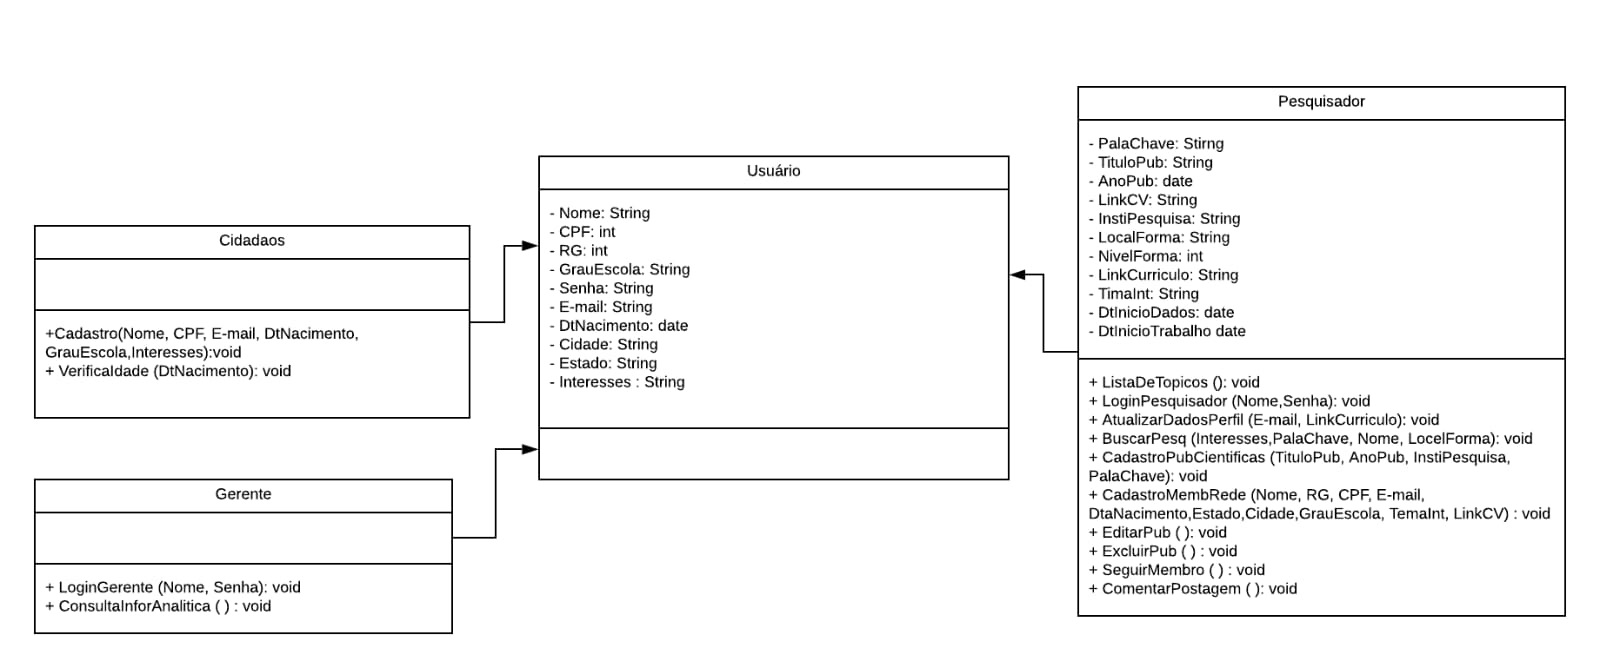 Cidadaos
+Cadastro(Nome, CPF, E-mail, DtNacimento,
GrauEscola,Interesses):void
+ VerificaIdade (DtNacimento): void
Gerente
+ LoginGerente (Nome, Senha): void
+ ConsultaInforAnalitica ( ) : void
Usuário
- Nome: String
- CPF: int
- RG: int
- GrauEscola: String
- Senha: String
- E-mail: String
- DtNacimento: date
- Cidade: String
- Estado: String
- Interesses : String
Pesquisador
- PalaChave: Stirng
- TituloPub: String
- AnoPub: date
- LinkCV: String
- InstiPesquisa: String
- LocalForma: String
- NivelForma: int
- LinkCurriculo: String
- TimaInt: String
- DtInicioDados: date
- DtInicioTrabalho date
+ ListaDeTopicos (): void
+ LoginPesquisador (Nome,Senha): void
+ AtualizarDadosPerfil (E-mail, LinkCurriculo): void
+ BuscarPesq (Interesses,PalaChave, Nome, LocelForma): void
+ CadastroPubCientificas (TituloPub, AnoPub, InstiPesquisa,
PalaChave): void
+ CadastroMembRede (Nome, RG, CPF, E-mail,
DtaNacimento,Estado,Cidade,GrauEscola, TemaInt, LinkCV) : void
+ EditarPub ( ): void
+ ExcluirPub ( ) : void
+ SeguirMembro ( ) : void
+ ComentarPostagem ( ): void